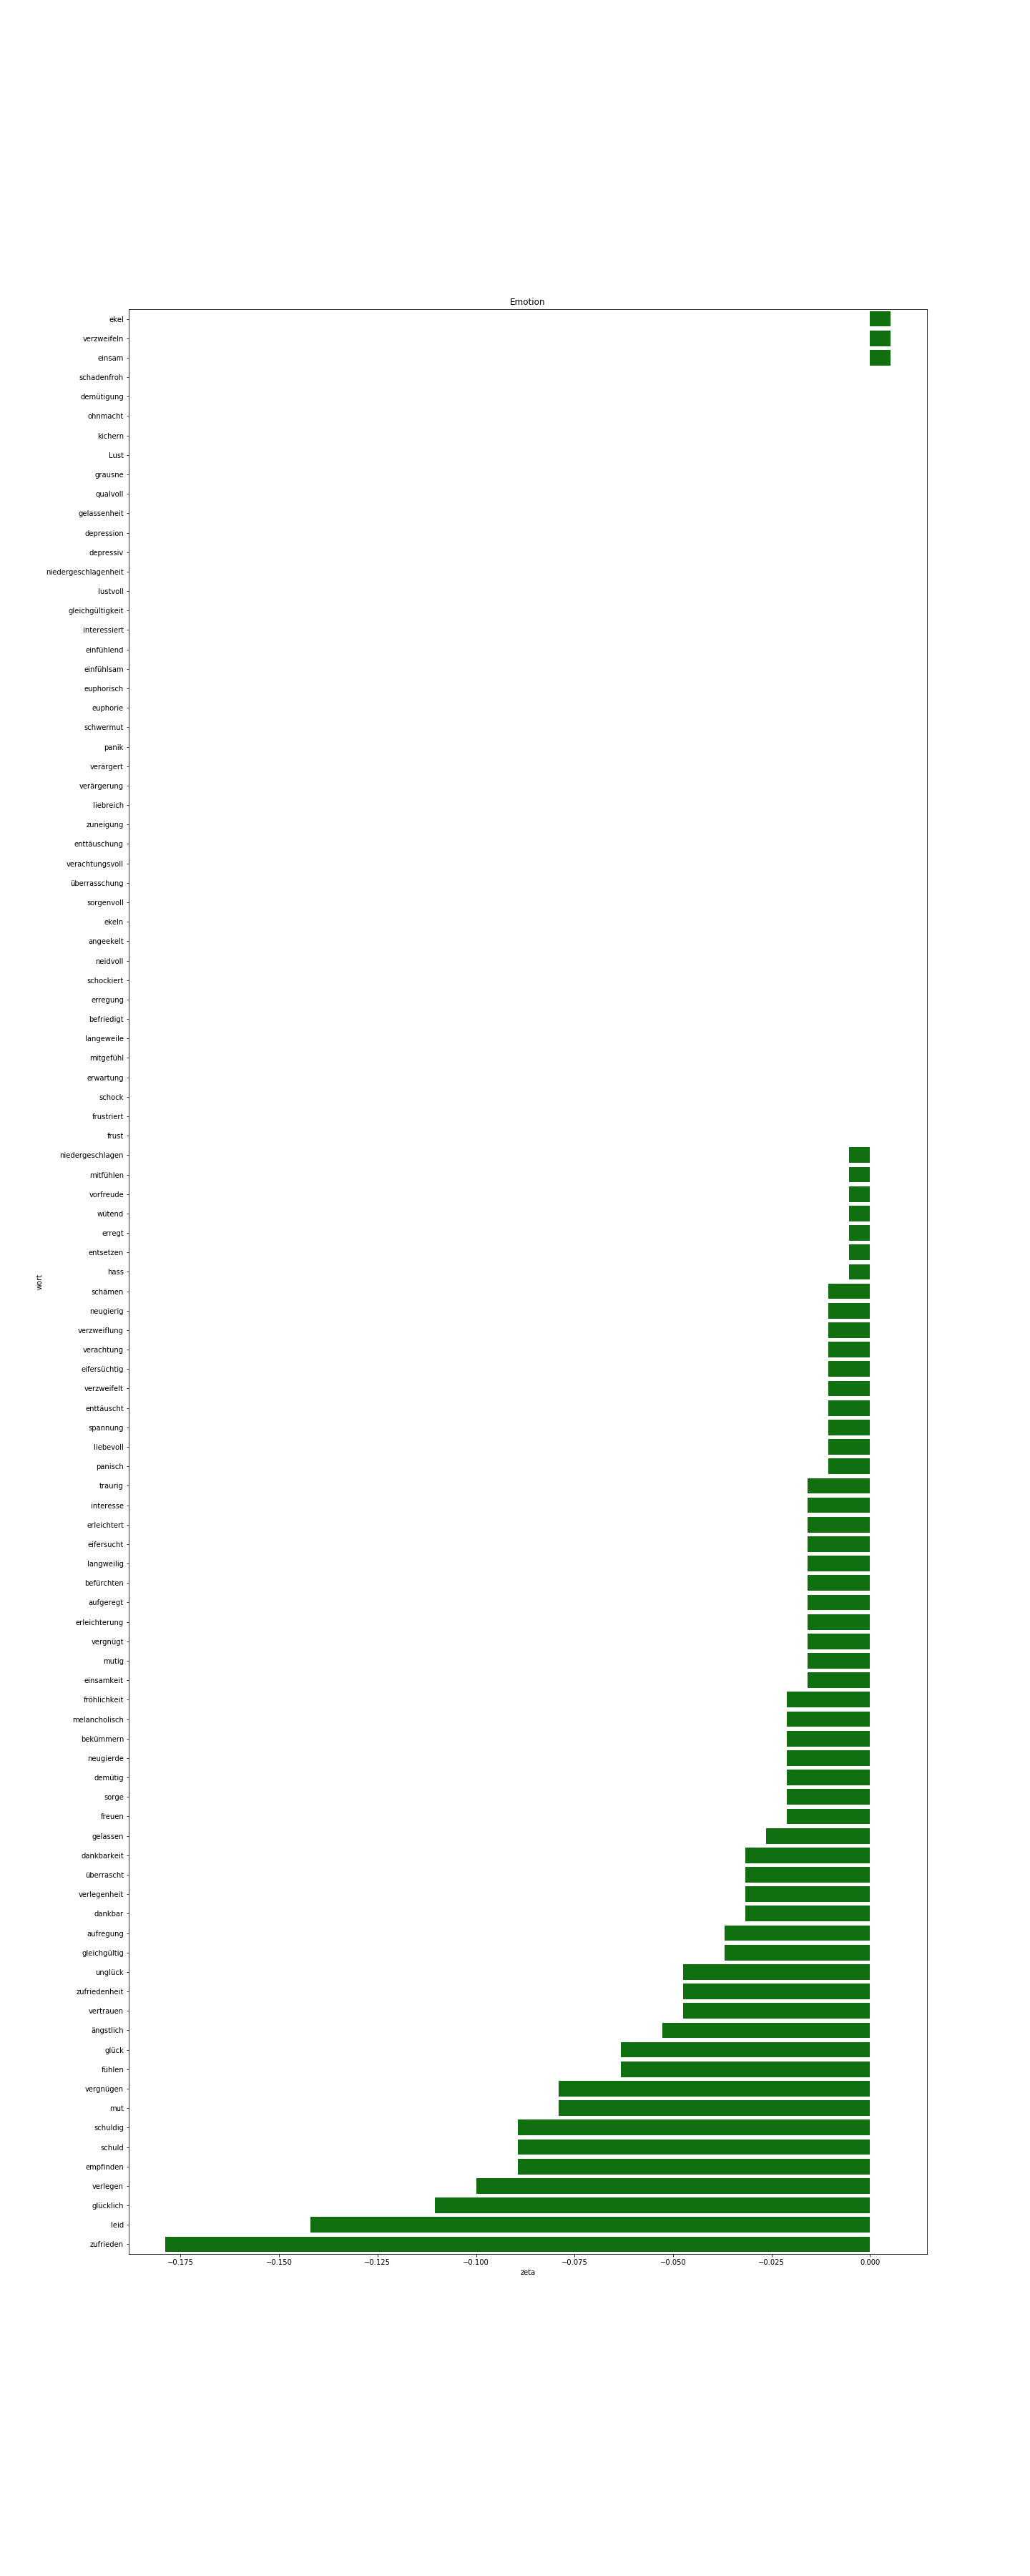 Emotion
ekel
verzweifeln
einsam
schadenfroh
demütigung
ohnmacht
kichern
Lust
grausne
qualvoll
gelassenheit
depression
depressiv
niedergeschlagenheit
lustvoll
gleichgültigkeit
interessiert
einfühlend
einfühlsam
euphorisch
euphorie
schwermut
panik
verärgert
verärgerung
liebreich
zuneigung
enttäuschung
verachtungsvoll
überrasschung
sorgenvoll
ekeln
angeekelt
neidvoll
schockiert
erregung
befriedigt
langeweile
mitgefühl
erwartung
schock
frustriert
frust
niedergeschlagen
mitfühlen
vorfreude
wütend
erregt
entsetzen
hass
wort
schämen
neugierig
verzweiflung
verachtung
eifersüchtig
verzweifelt
enttäuscht
spannung
liebevoll
panisch
traurig
interesse
erleichtert
eifersucht
langweilig
befürchten
aufgeregt
erleichterung
vergnügt
mutig
einsamkeit
fröhlichkeit
melancholisch
bekümmern
neugierde
demütig
sorge
freuen
gelassen
dankbarkeit
überrascht
verlegenheit
dankbar
aufregung
gleichgültig
unglück
zufriedenheit
vertrauen
ängstlich
glück
fühlen
vergnügen
mut
schuldig
schuld
empfinden
verlegen
glücklich
leid
zufrieden
−0.175 −0.150 −0.125 −0.100 −0.075 −0.050 −0.025 0.000
zeta